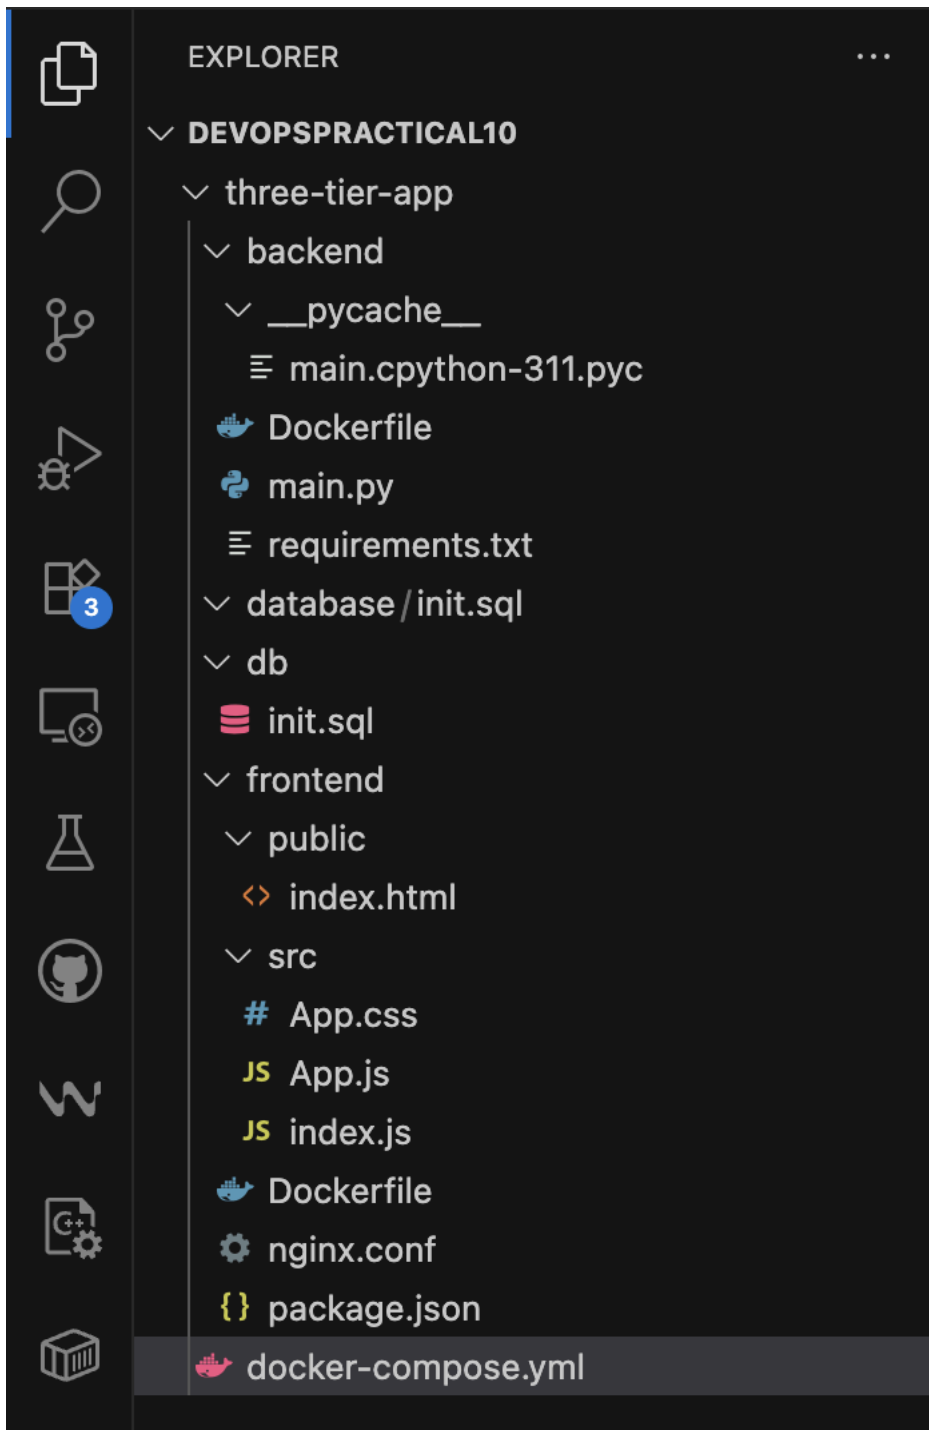 EXPLORER
DEVOPSPRACTICAL10
three-tier-app
backend
__pycache__
main.cpython-311.pyc
Dockerfile
main.py
requirements.txt
3
database/init.sql
db
init.sql
frontend
public
index.html
src
# App.css
JS App.js
JS index.js
Dockerfile
C++
nginx.conf
{} package.json
docker-compose.yml